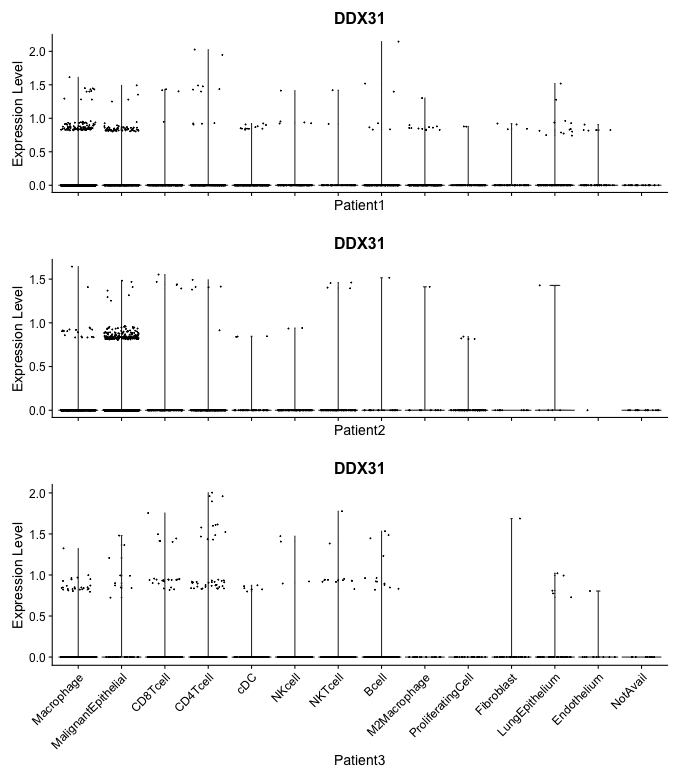 DDX31
Expression Level
2.0
1.5
1.0
0.5
0.0
Patient1
DDX31
Expression Level
1.5
1.0
0.5
0.0
Patient2
DDX31
Expression Level
2.0
1.5
1.0
0.5
0.0
Macrophage
MalignantEpithelial
CD8Tcell
CD4Tcell
cDC
NKcell
NKTcell
Bcell
M2Macrophage
ProliferatingCell
Fibroblast
LungEpithelium
Endothelium
NotAvail
Patient3